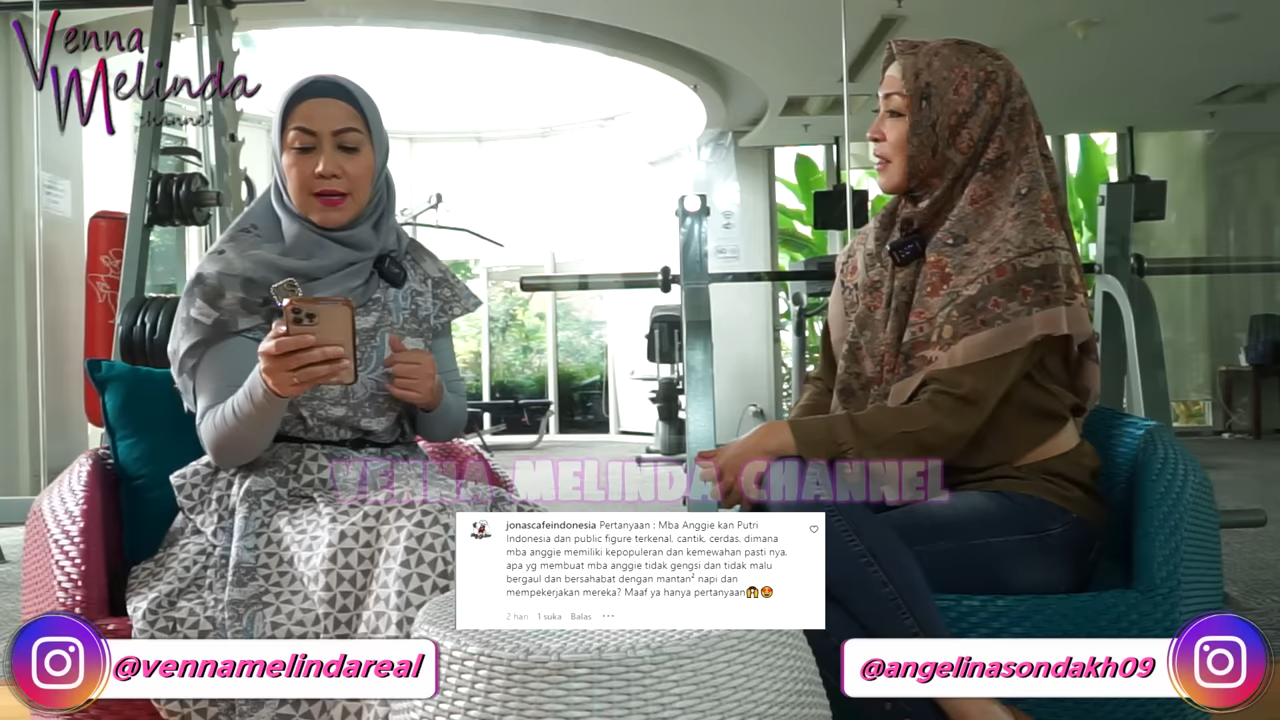 Venna
Melinda
channel
VENNA MELINDA CHANNEL
jonascafeindonesia Pertanyaan : Mba Anggie kan Putri
Indonesia dan public figure terkenal, cantik, cerdas, dimana
mba anggie memiliki kepopuleran dan kemewahan pasti nya,
apa yg membuat mba anggie tidak gengsi dan tidak malu
bergaul dan bersahabat dengan mantan² napi dan
mempekerjakan mereka? Maaf ya hanya pertanyaan🙈😍
2 hari 1 suka Balas •••
@vennamelindareal
@angelinasondakh09